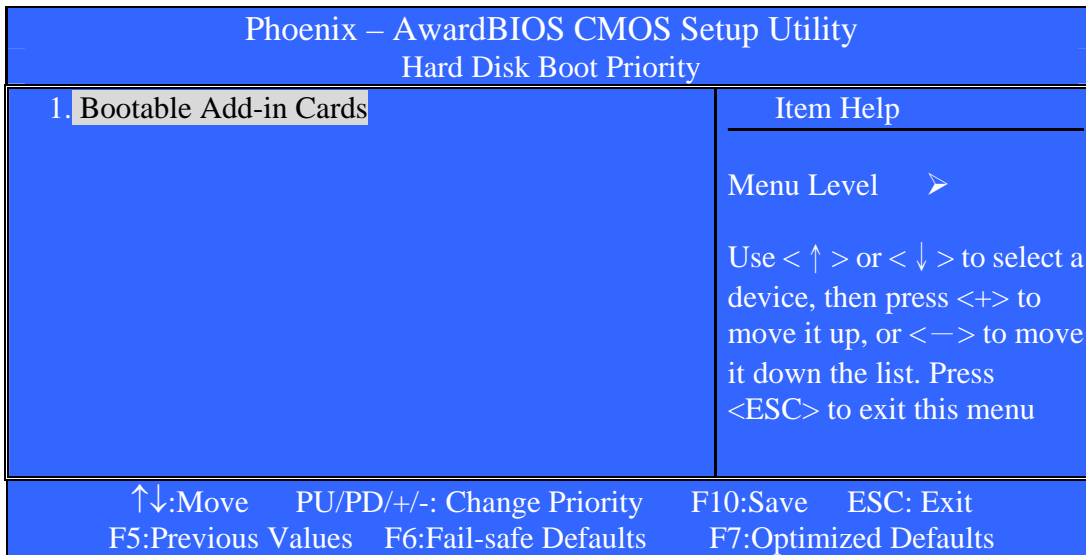 Phoenix – AwardBIOS CMOS Setup Utility
Hard Disk Boot Priority
1. Bootable Add-in Cards
Item Help
Menu Level ➢
Use < ↑ > or < ↓ > to select a
device, then press <+> to
move it up, or <－> to move
it down the list. Press
<ESC> to exit this menu
↑↓:Move PU/PD/+/-: Change Priority F10:Save ESC: Exit
F5:Previous Values F6:Fail-safe Defaults F7:Optimized Defaults